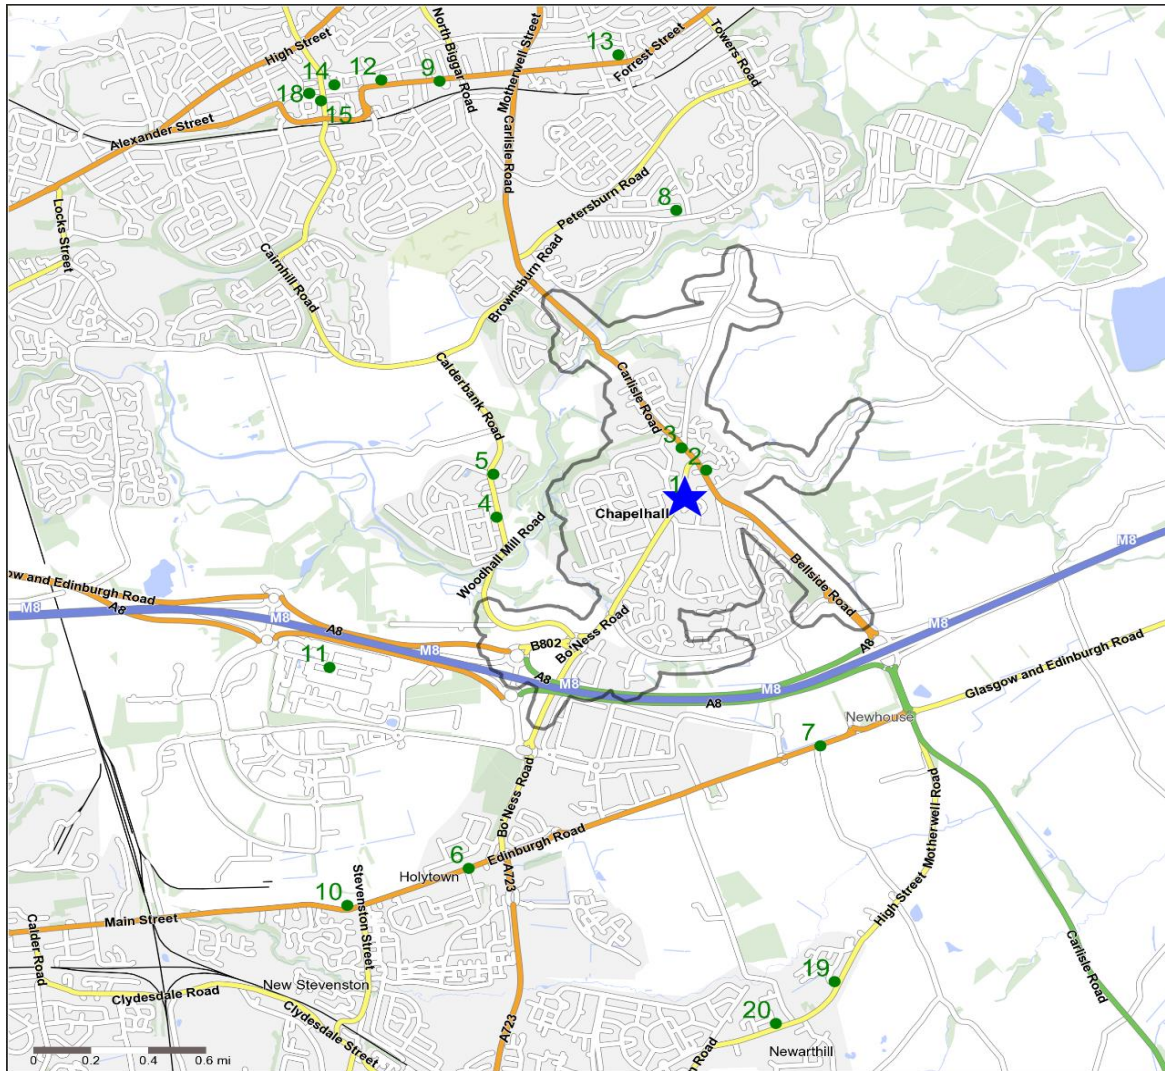 High Street
North Biggar Road
Motherwell Street
Towers Road
13
Forrest Street
14
12
9
18
15
Alexander Street
Carlisle Road
Locks Street
Petersburn Road
8
Cairnhill Road
Brownsburn Road
Calderbank Road
Carlisle Road
3
2
5
1
4
Chapelhall
Woodhall Mill Road
M8
ow and Edinburgh Road
A8
M8
M8
A8
Bellside Road
M8
B802
Bo'Ness Road
A8
M8
11
A8
M8
M8
A8
Glasgow and Edinburgh Road
Newhouse
7
Bo'Ness Road
Motherwell Road
Edinburgh Road
6
Holytown
A723
10
Stevenston Street
Main Street
High Street
Calder Road
19
Carlisle Road
New Stevenston
Clydesdale Road
Clydesdale Street
20
A723
n Road
Newarthill
0 0.2 0.4 0.6 mi